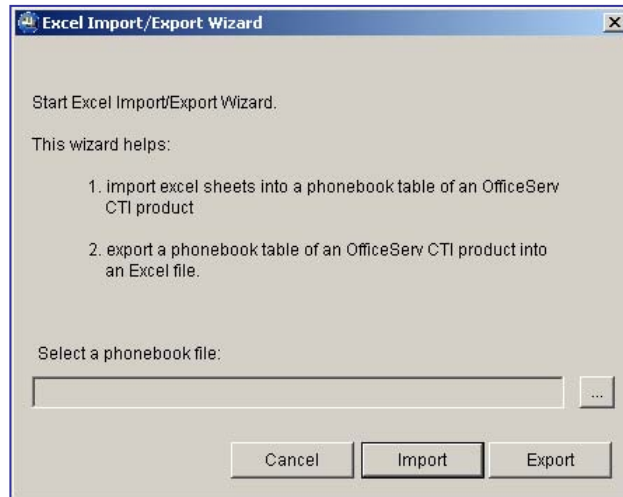 Excel Import/Export Wizard
Start Excel Import/Export Wizard.
This wizard helps:
1. import excel sheets into a phonebook table of an OfficeServ
CTI product
2. export a phonebook table of an OfficeServ CTI product into
an Excel file.
Select a phonebook file:
...
Cancel
Import
Export